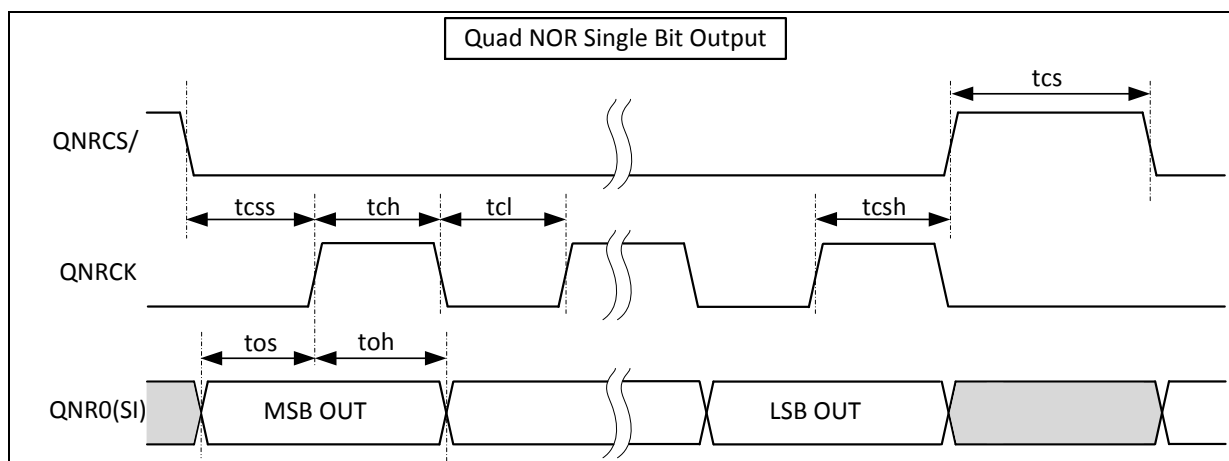 Quad NOR Single Bit Output
tcs
QNRCS/
tcss tch tcl tcsh
QNRCK
tos toh
QNR0(SI) MSB OUT LSB OUT